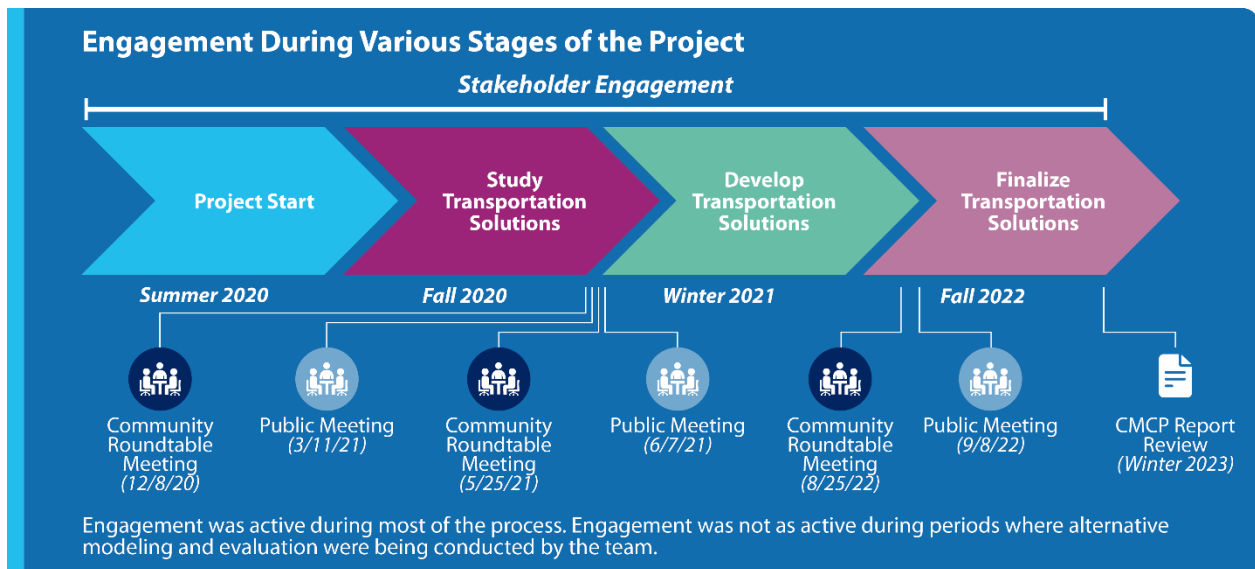 Engagement During Various Stages of the Project
Stakeholder Engagement
Project Start
Study
Transportation
Solutions
Develop
Transportation
Solutions
Finalize
Transportation
Solutions
Summer 2020
Fall 2020
Winter 2021
Fall 2022
Community
Roundtable
Meeting
(12/8/20)
Public Meeting
(3/11/21)
Community
Roundtable
Meeting
(5/25/21)
Public Meeting
(6/7/21)
Community
Roundtable
Meeting
(8/25/22)
Public Meeting
(9/8/22)
CMCP Report
Review
(Winter 2023)
Engagement was active during most of the process. Engagement was not as active during periods where alternative
modeling and evaluation were being conducted by the team.